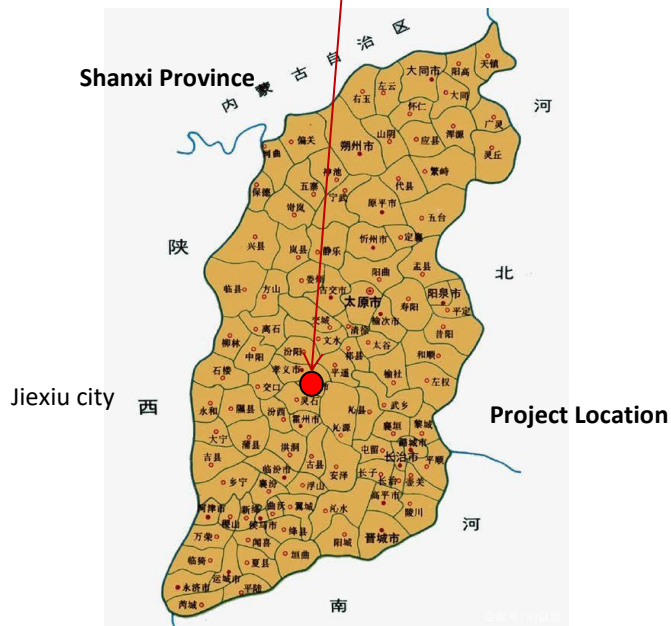 内蒙古自治区
Shanxi Province
天镇
大同市
阳高
左云
大同
右玉
怀仁
河
广灵
山阴
应县
浑源
偏关
朔州市
灵丘
河曲
神池
繁峙
五寨
代县
保德
宁武
岢岚
原平市
五台
兴县
忻州市
定襄
陕
岚县
静乐
北
阳曲
盂县
娄烦
临县
方山
古交市
阳泉市
太原市
寿阳
平定
交城
榆次市
离石
清徐
昔阳
柳林
文水
太谷
中阳
汾阳
祁县
和顺
石楼
孝义市
平遥
榆社
左权
交口
市
Jiexiu city
西
灵石
永和
隰县
汾西
沁县
武乡
Project Location
霍州市
黎城
襄垣
沁源
大宁
蒲县
潞城市
洪洞
屯留
吉县
古县
长治市
平顺
临汾市
安泽
长子
长治
壶关
乡宁
襄汾
浮山
高平市
河津市
新绛
曲沃
翼城
沁水
陵川
稷山
侯马市
河
万荣
绛县
闻喜
阳城
晋城市
临猗
夏县
垣曲
运城市
永济市
平陆
芮城
南